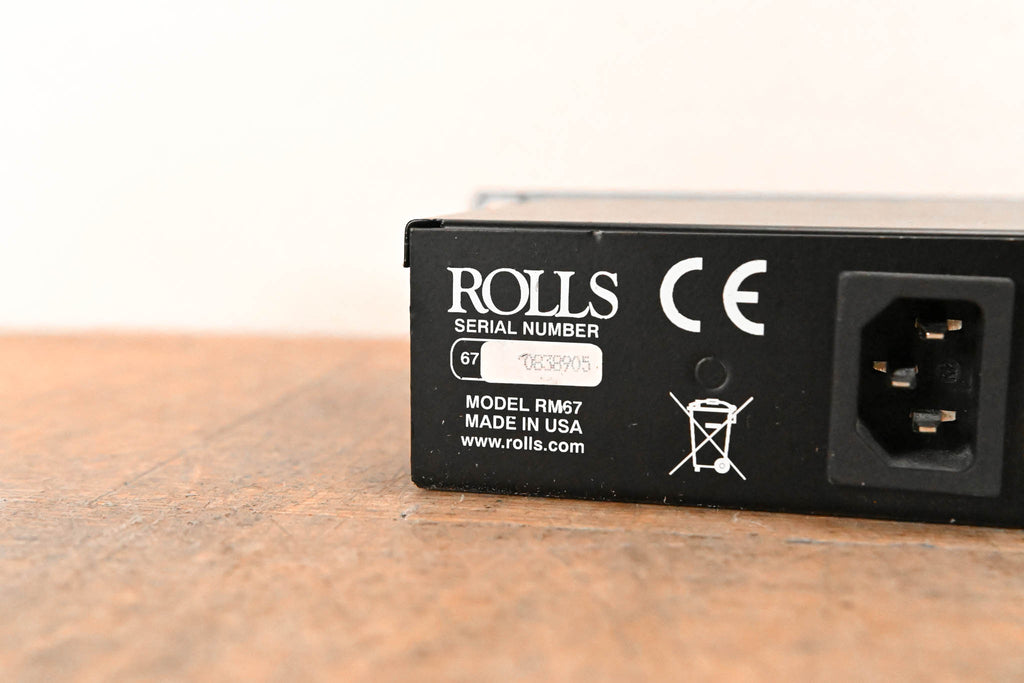 ROLLS
SERIAL NUMBER
67 0838905
MODEL RM67
MADE IN USA
www.rolls.com
CE